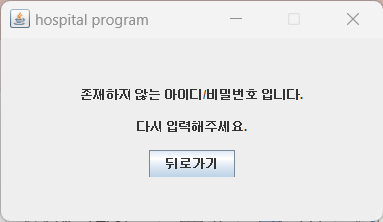 hospital program
존재하지 않는 아이디/비밀번호 입니다.
다시 입력해주세요.
뒤로가기